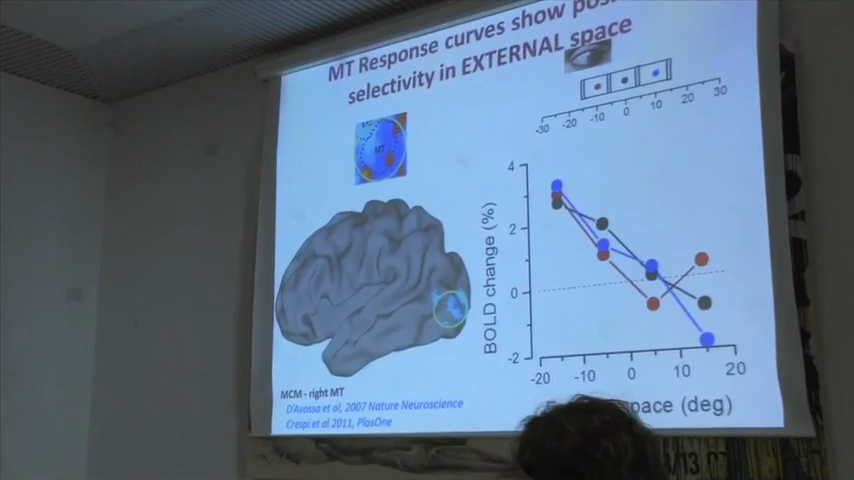 MT Response curves show
selectivity in EXTERNAL space
-30 -20 -10 0 10 20 30
MT
4
2
0
-2
BOLD change (%)
-20 -10 0 10 20
space (deg)
MCM - right MT
D'Avossa et al, 2007 Nature Neuroscience
Crespi et al 2011, PlosOne